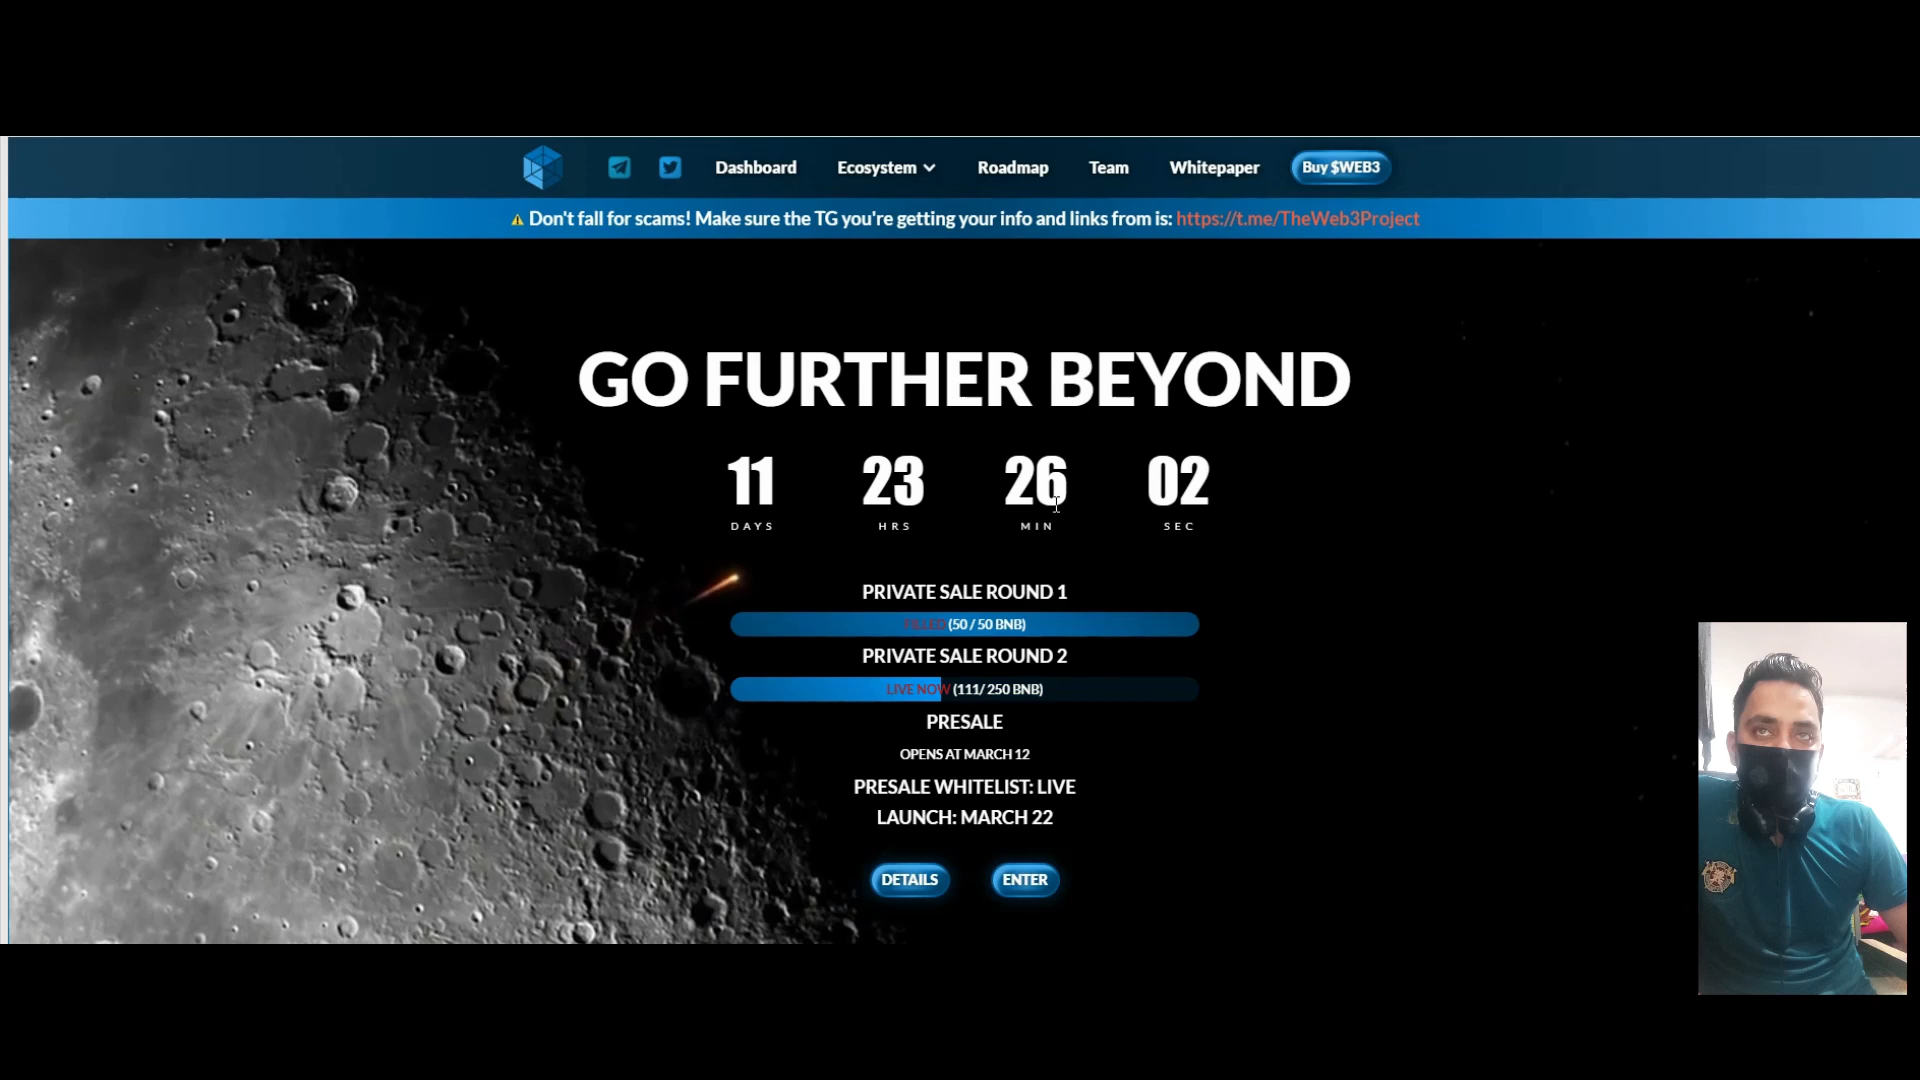 Dashboard Ecosystem Roadmap Team Whitepaper Buy $WEB3
⚠ Don't fall for scams! Make sure the TG you're getting your info and links from is: https://t.me/TheWeb3Project
GO FURTHER BEYOND
11 23 26 02
DAYS HRS MIN SEC
PRIVATE SALE ROUND 1
FILLED (50 / 50 BNB)
PRIVATE SALE ROUND 2
LIVE NOW (111/ 250 BNB)
PRESALE
OPENS AT MARCH 12
PRESALE WHITELIST: LIVE
LAUNCH: MARCH 22
DETAILS ENTER